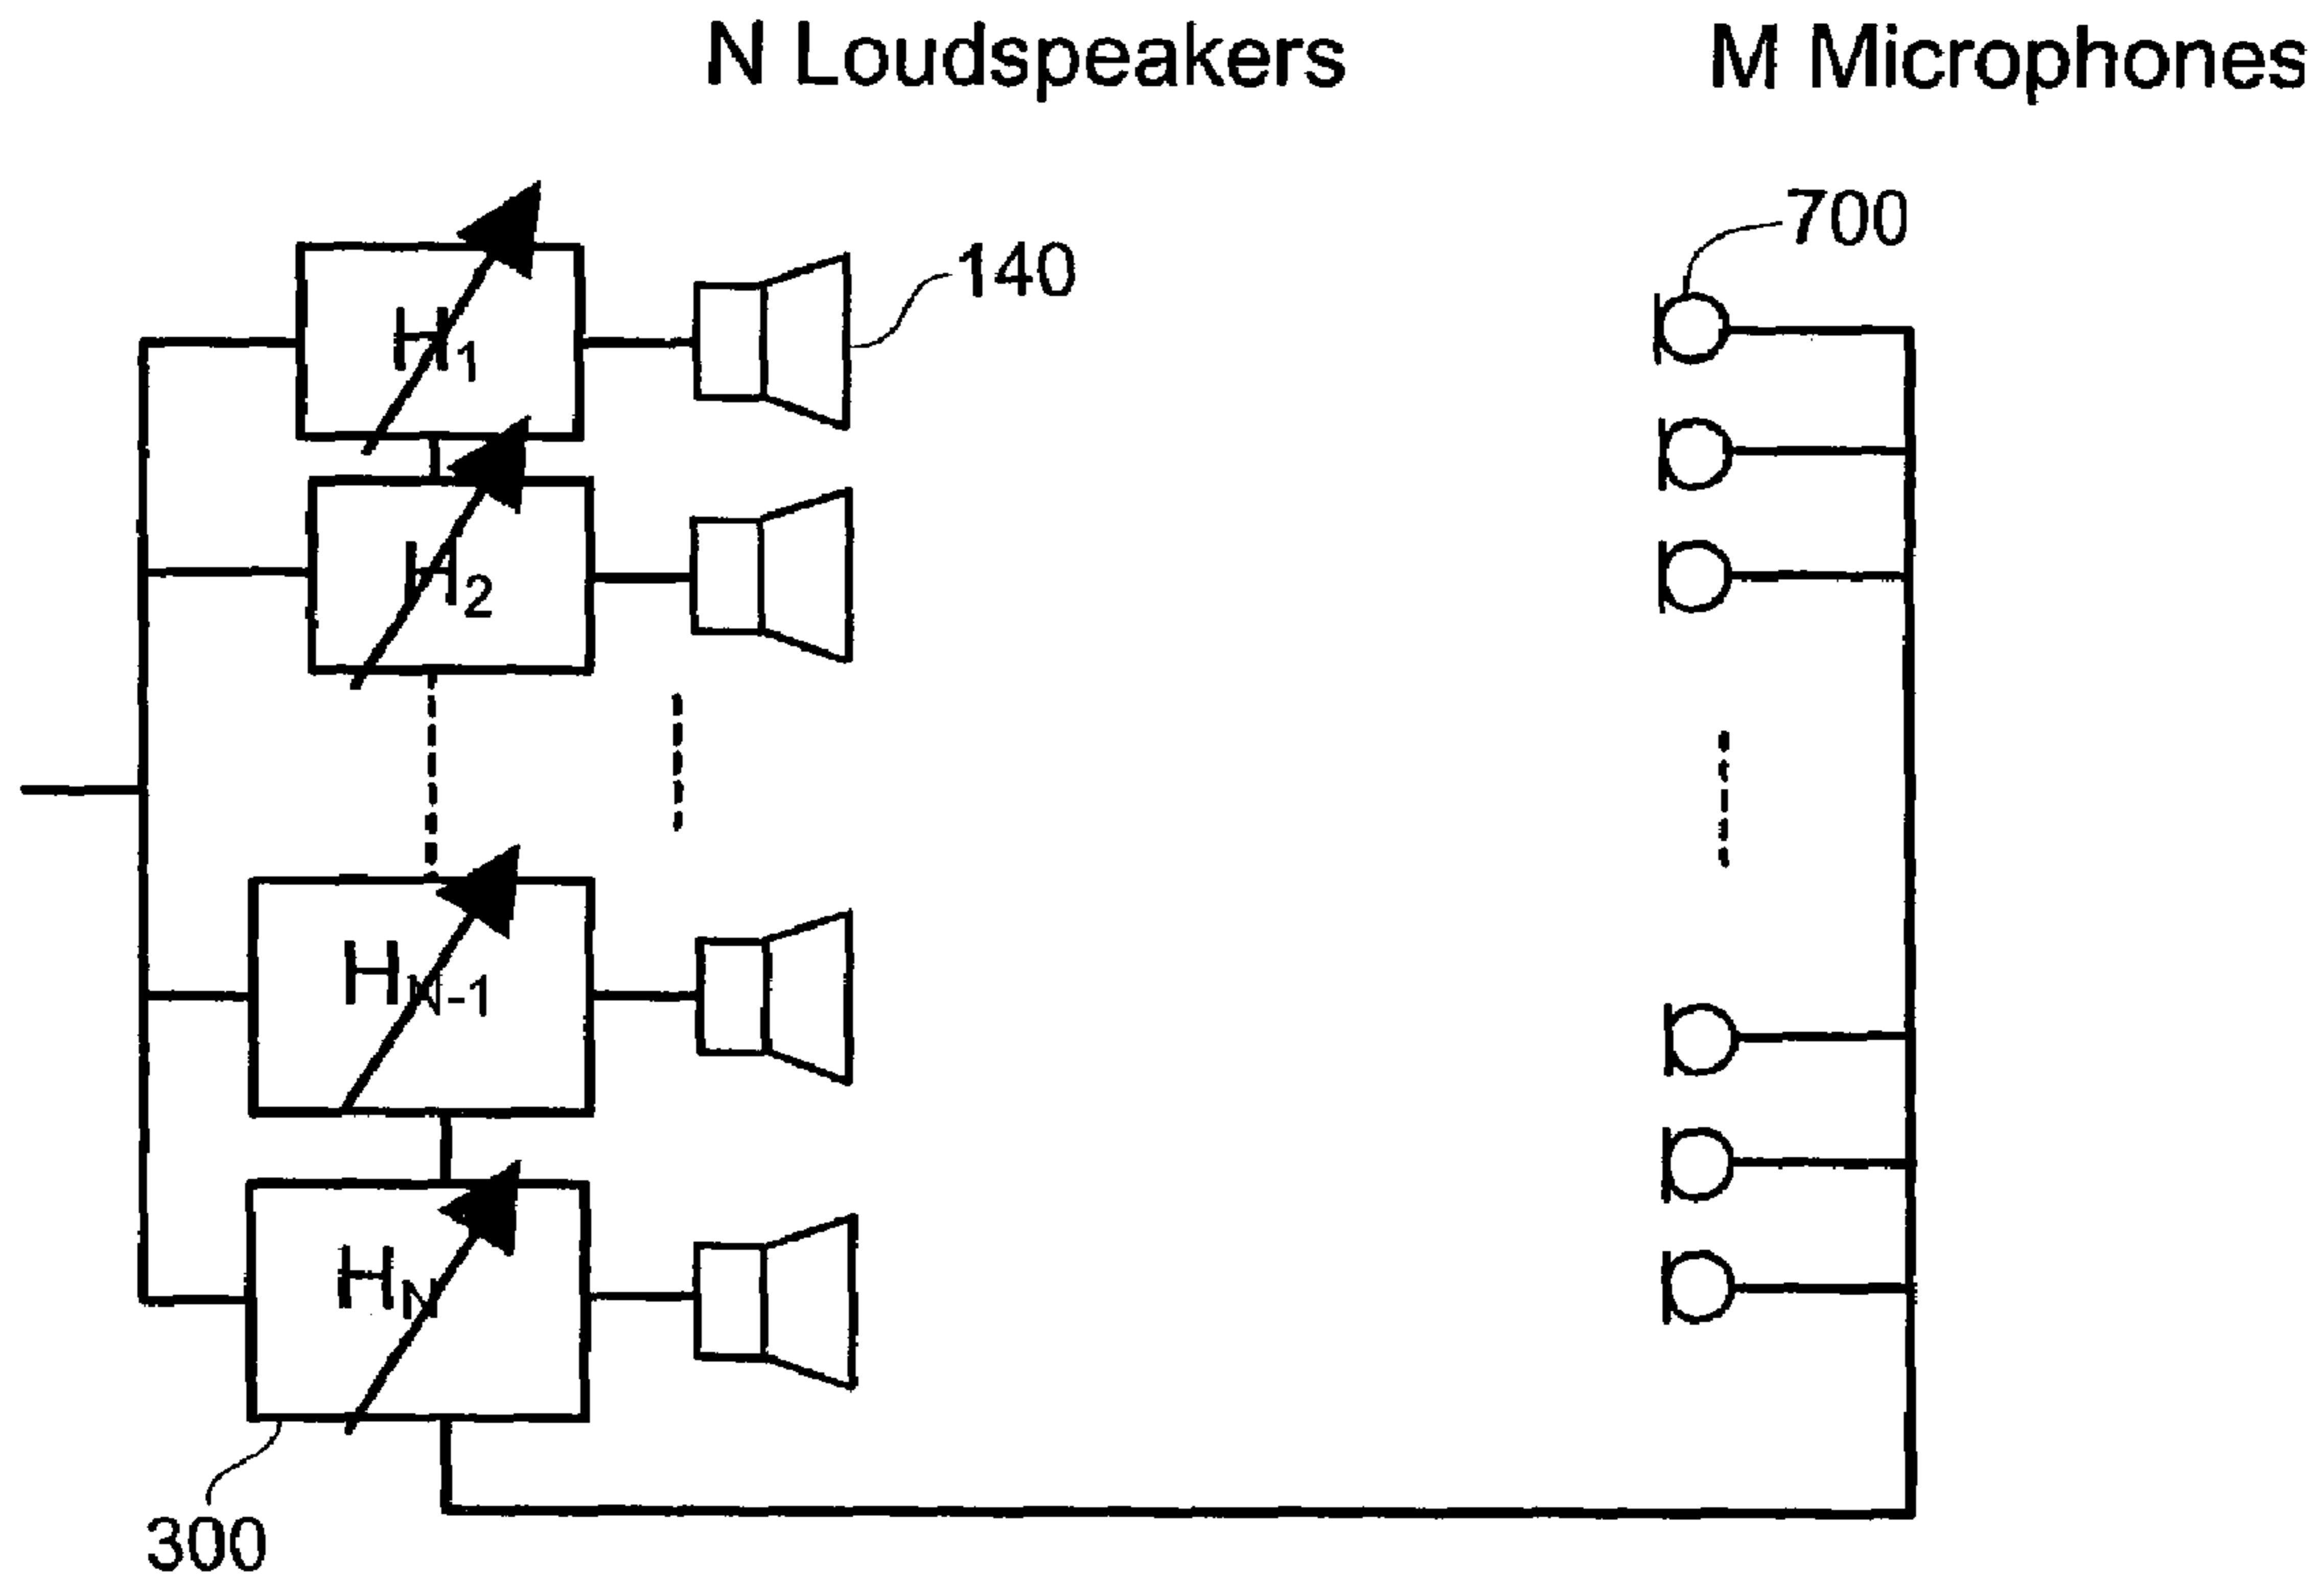 N Loudspeakers
M Microphones
700
140
H1
H2
HN-1
HN
300